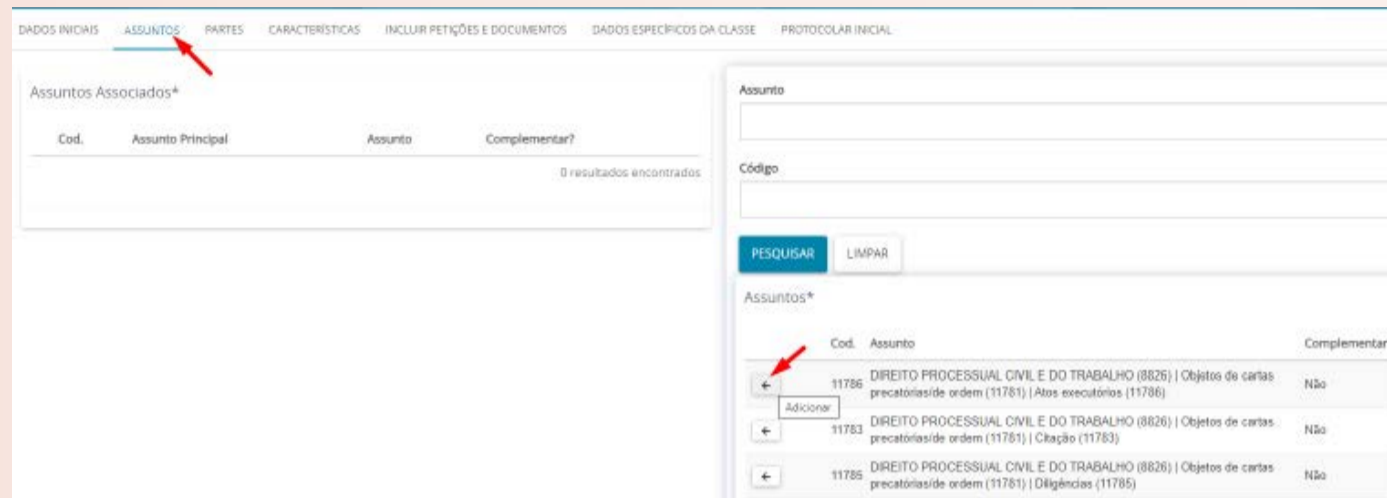 DADOS INICIAIS ASSUNTOS PARTES CARACTERÍSTICAS INCLUIR PETIÇÕES E DOCUMENTOS DADOS ESPECÍFICOS DA CLASSE PROTOCOLAR INICIAL
Assuntos Associados*
Cod. Assunto Principal Assunto Complementar?
0 resultados encontrados
Assunto
Código
PESQUISAR LIMPAR
Assuntos*
Cod. Assunto Complementar
11786 DIREITO PROCESSUAL CIVIL E DO TRABALHO (8826) | Objetos de cartas
precatórias/de ordem (11781) | Atos executórios (11786) Não
Adicionar
11783 DIREITO PROCESSUAL CIVIL E DO TRABALHO (8826) | Objetos de cartas
precatórias/de ordem (11781) | Citação (11783) Não
11785 DIREITO PROCESSUAL CIVIL E DO TRABALHO (8826) | Objetos de cartas
precatórias/de ordem (11781) | Diligências (11785) Não